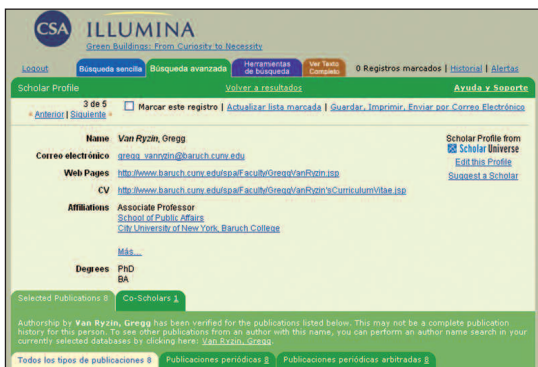 CSA ILLUMINA
Green Buildings: From Curiosity to Necessity
Logout Búsqueda sencilla Búsqueda avanzada Herramientas de búsqueda Ver Texto Completo 0 Registros marcados | Historial | Alertas
Scholar Profile Volver a resultados Ayuda y Soporte
3 de 5 Marcar este registro | Actualizar lista marcada | Guardar, Imprimir, Enviar por Correo Electrónico
« Anterior | Siguiente »
Name Van Ryzin, Gregg
Scholar Profile from
Scholar Universe
Correo electrónico gregg_vanryzin@baruch.cuny.edu
Edit this Profile
Web Pages http://www.baruch.cuny.edu/spa/Faculty/GreggVanRyzin.jsp
Suggest a Scholar
CV http://www.baruch.cuny.edu/spa/Faculty/GreggVanRyzin'sCurriculumVitae.jsp
Affiliations Associate Professor
School of Public Affairs
City University of New York, Baruch College
Más...
Degrees PhD
BA
Selected Publications 8 Co-Scholars 1
Authorship by Van Ryzin, Gregg has been verified for the publications listed below. This may not be a complete publication
history for this person. To see other publications from an author with this name, you can perform an author name search in your
currently selected databases by clicking here: Van Ryzin, Gregg.
Todos los tipos de publicaciones 8 Publicaciones periódicas 8 Publicaciones periódicas arbitradas 8